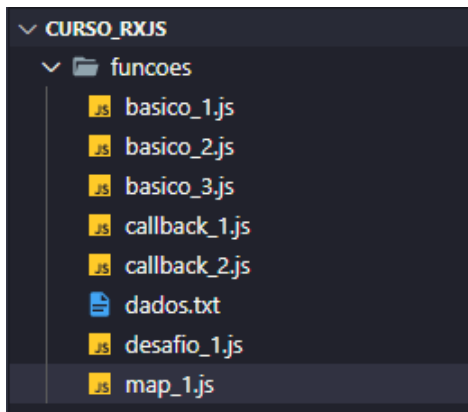 CURSO_RXJS
funcoes
JS basico_1.js
JS basico_2.js
JS basico_3.js
JS callback_1.js
JS callback_2.js
dados.txt
JS desafio_1.js
JS map_1.js